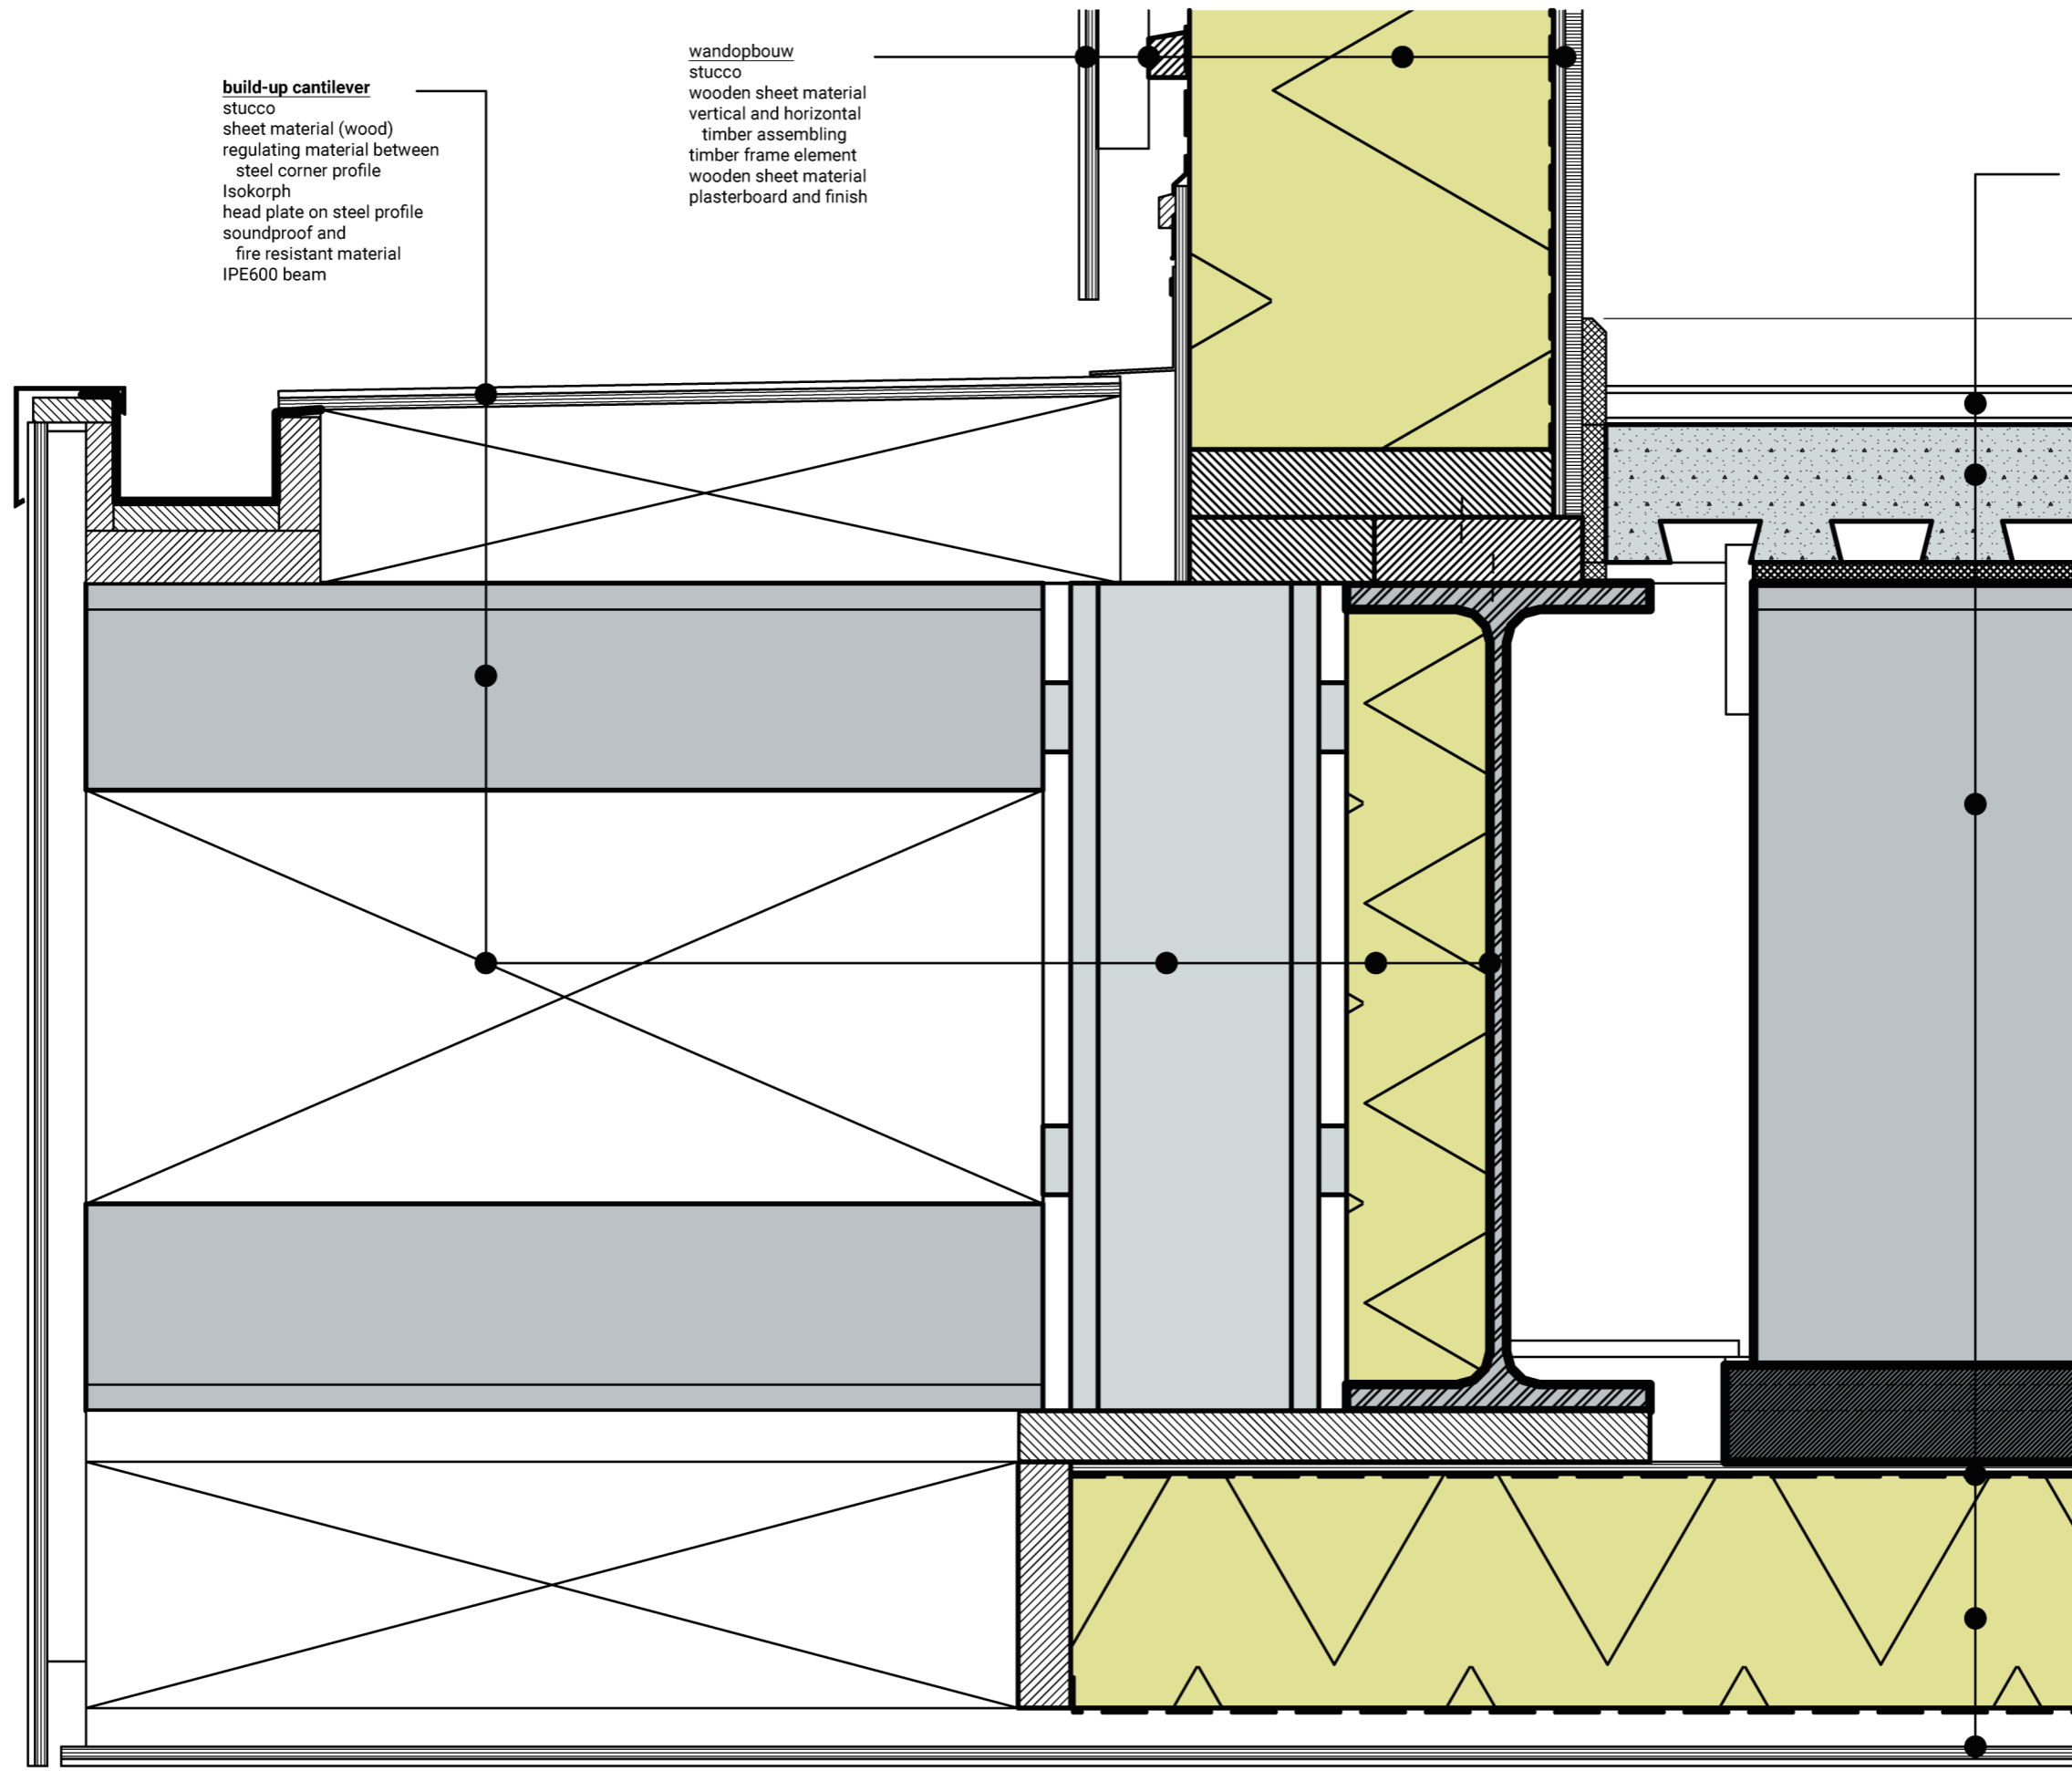 build-up cantilever
stucco
sheet material (wood)
regulating material between
steel corner profile
Isokorph
head plate on steel profile
soundproof and
fire resistant material
IPE600 beam
wandopbouw
stucco
wooden sheet material
vertical and horizontal
timber assembling
timber frame element
wooden sheet material
plasterboard and finish